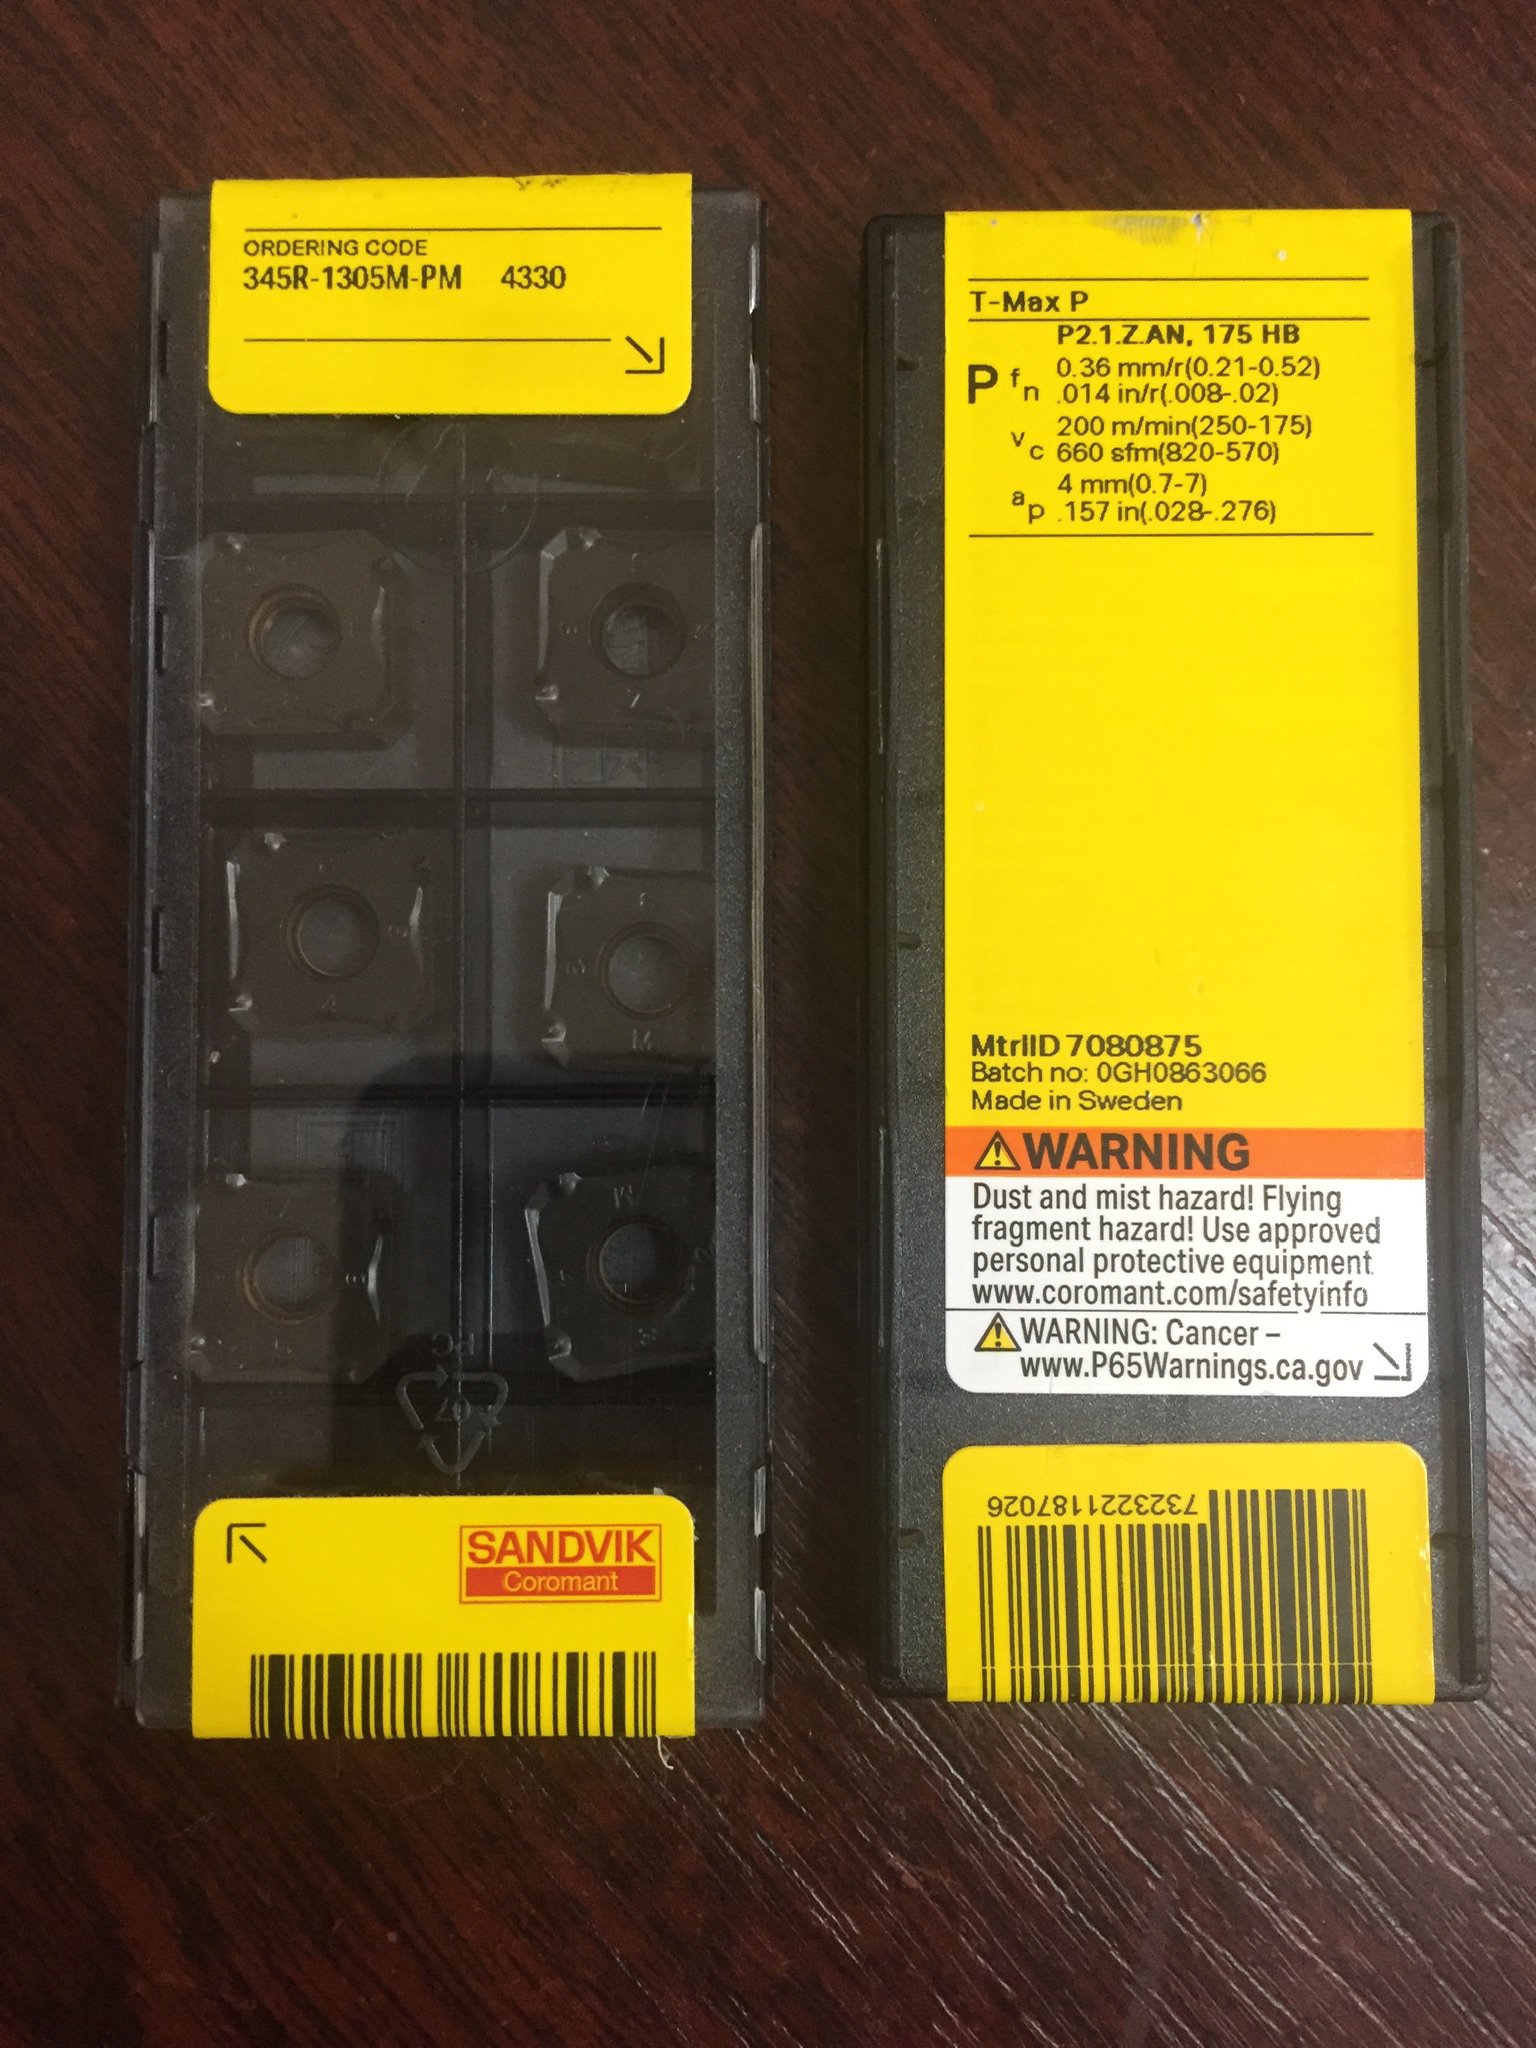 ORDERING CODE
345R-1305M-PM 4330
PC
07
SANDVIK
Coromant
T-Max P
P2.1.Z.AN, 175 HB
P fn 0.36 mm/r(0.21-0.52)
.014 in/r(.008-.02)
vc 200 m/min(250-175)
660 sfm(820-570)
ap 4 mm(0.7-7)
.157 in(.028-.276)
MtrlID 7080875
Batch no: 0GH0863066
Made in Sweden
WARNING
Dust and mist hazard! Flying
fragment hazard! Use approved
personal protective equipment
www.coromant.com/safetyinfo
WARNING: Cancer –
www.P65Warnings.ca.gov
7323221187026